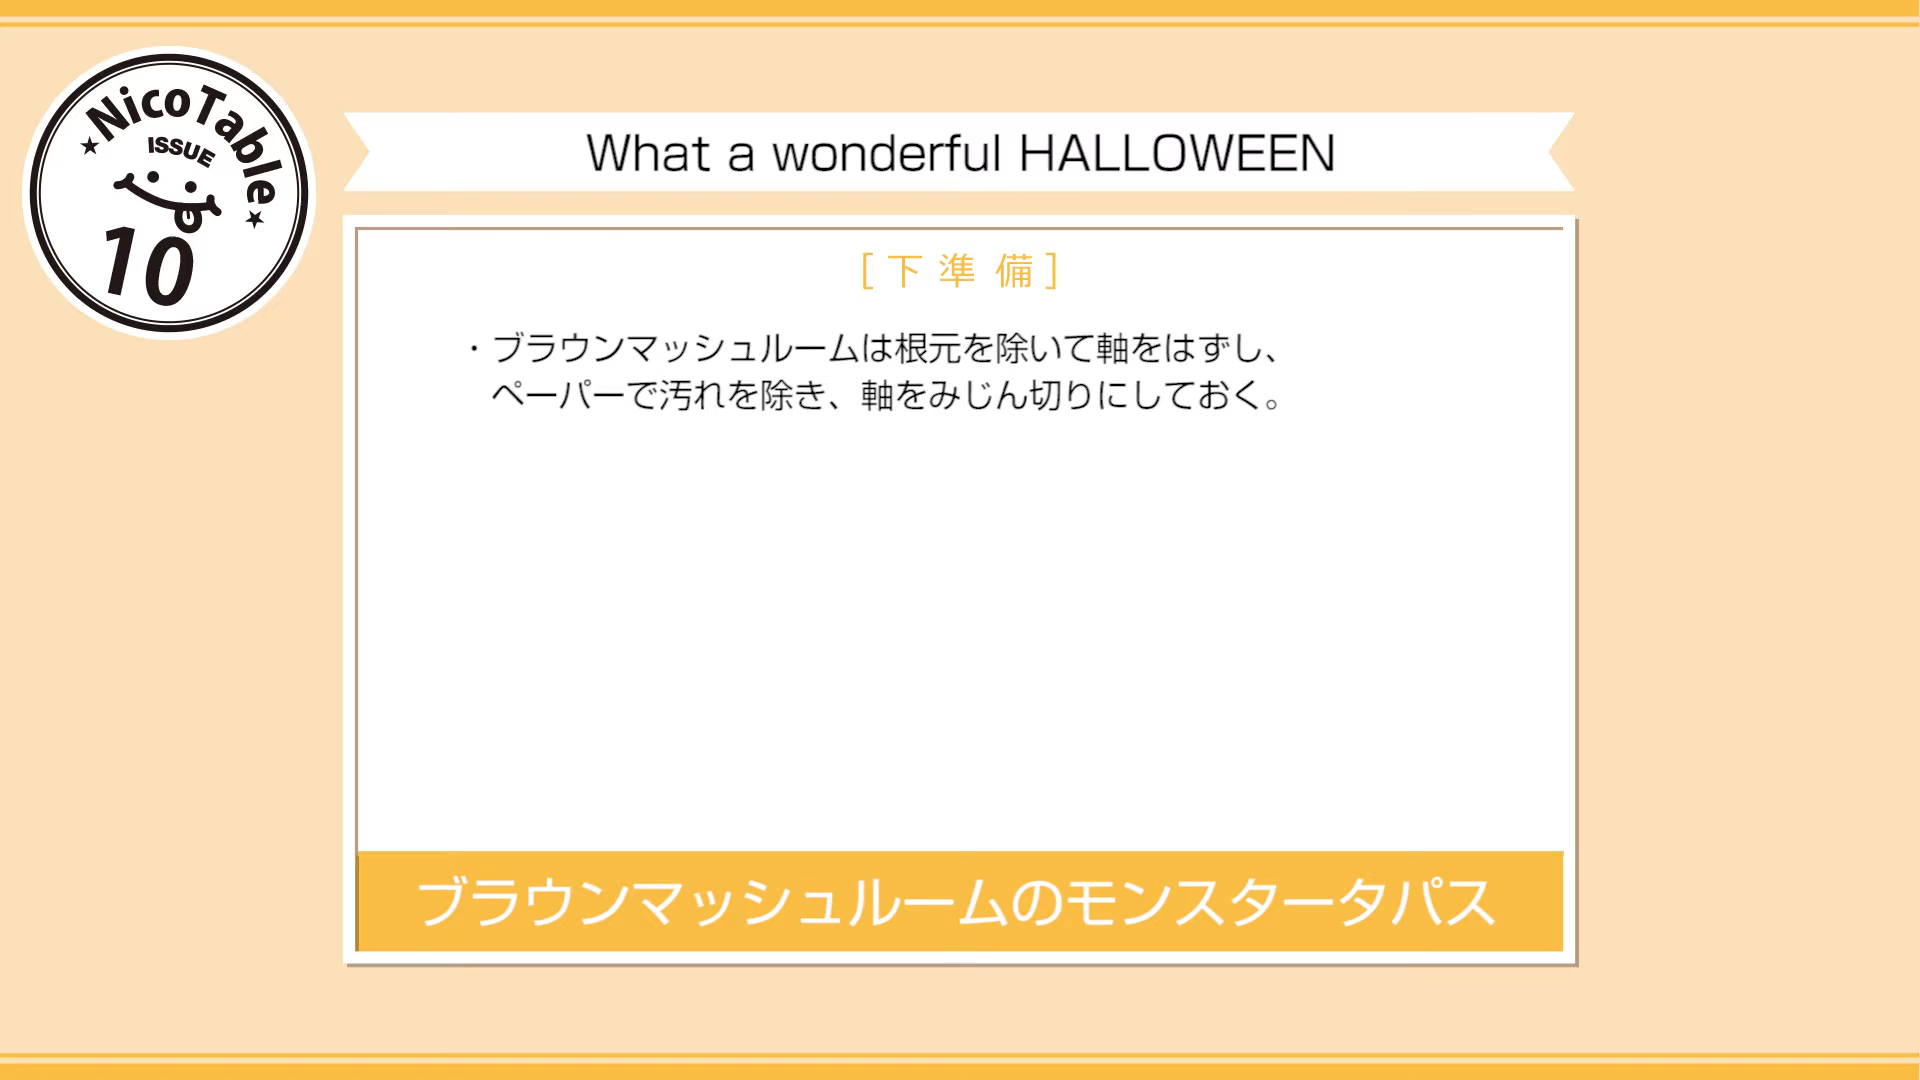 ★NicoTable★
ISSUE
10
What a wonderful HALLOWEEN
[下準備]
・ブラウンマッシュルームは根元を除いて軸をはずし、
ペーパーで汚れを除き、軸をみじん切りにしておく。
ブラウンマッシュルームのモンスタータパス